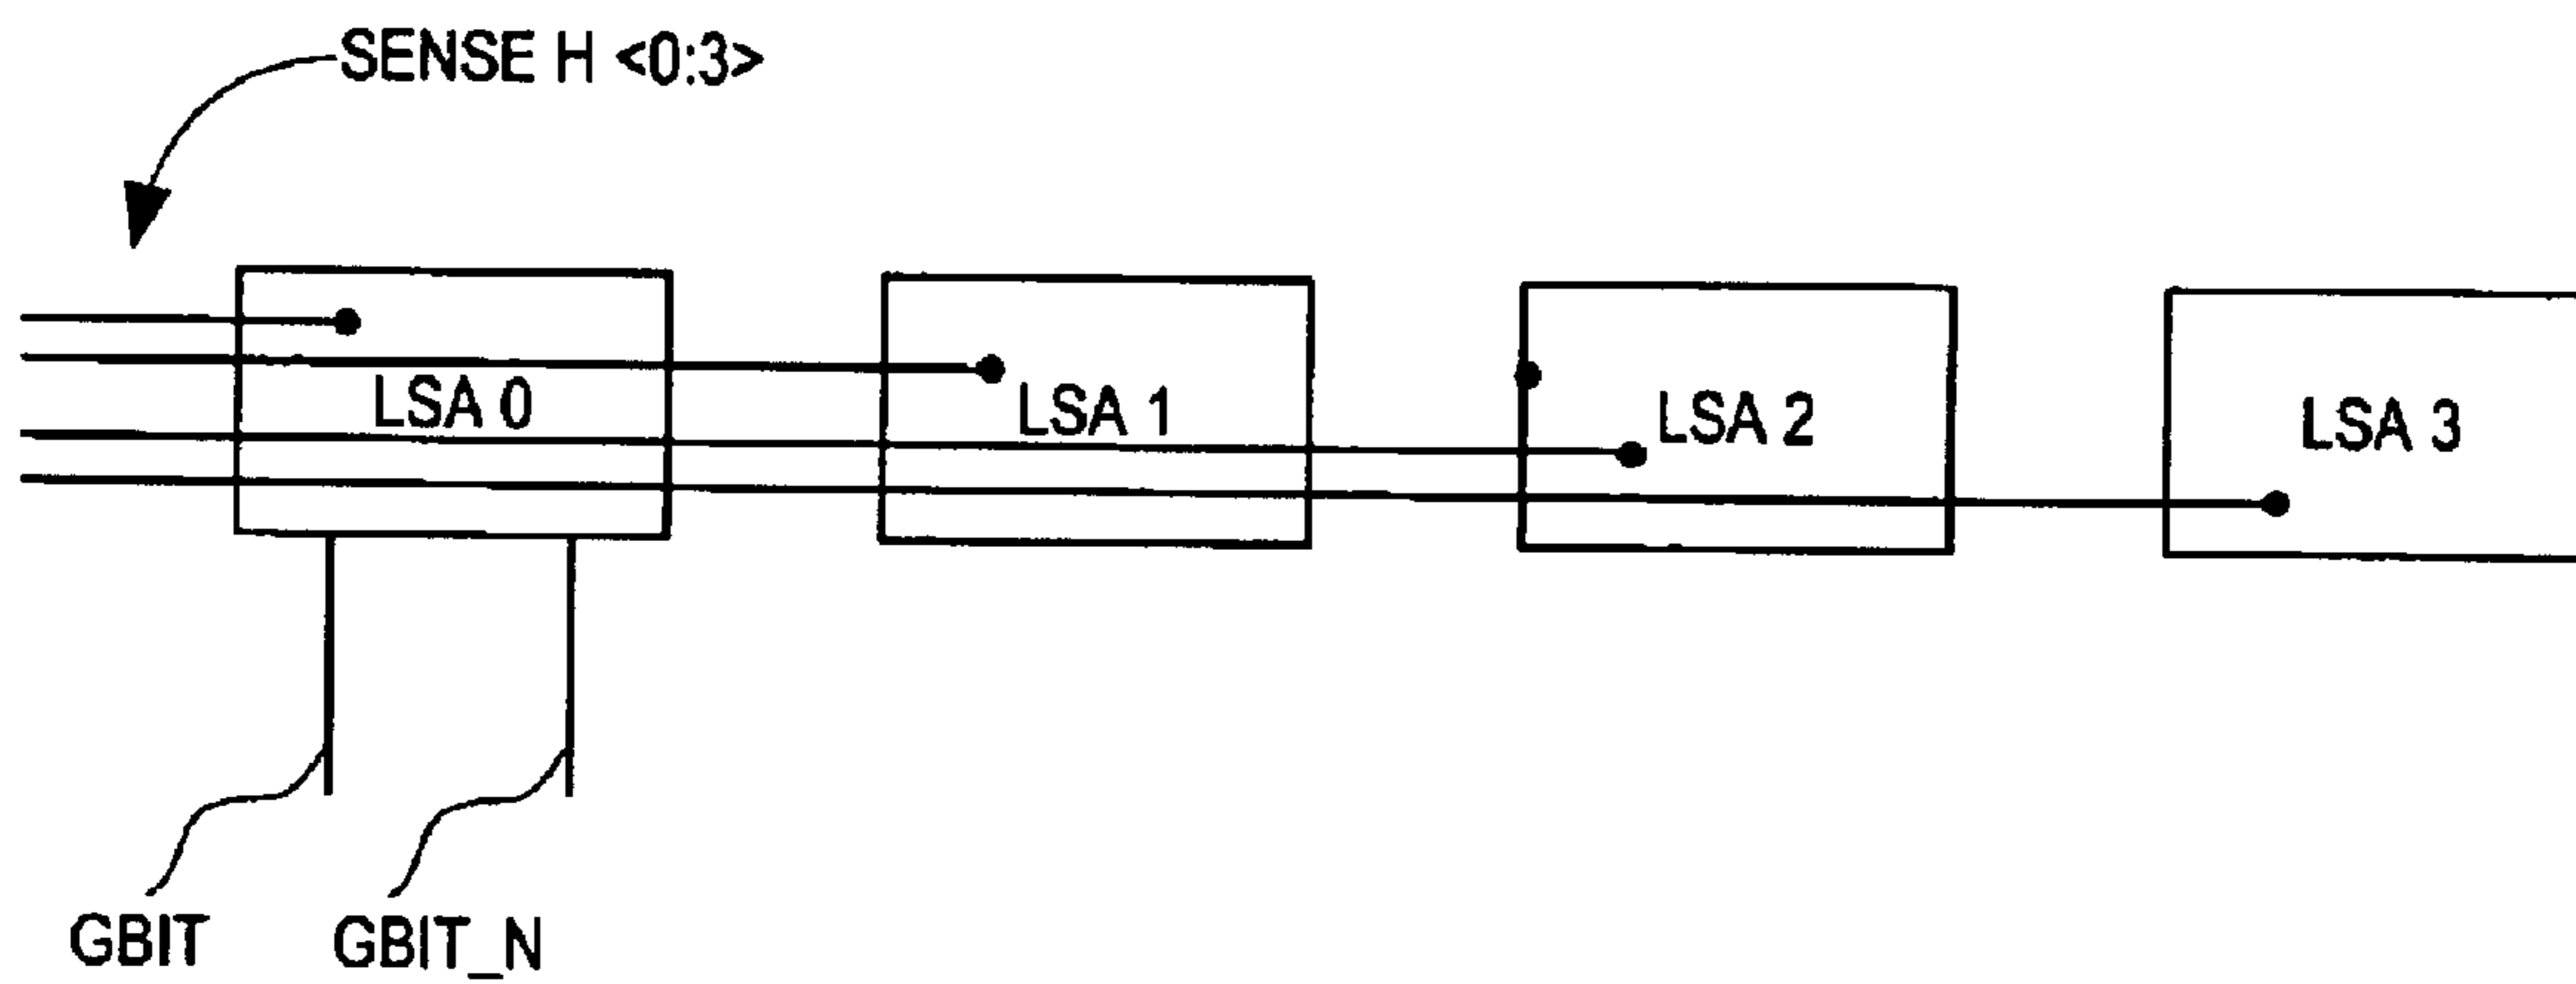 SENSE H <0:3>
LSA 0
LSA 1
LSA 2
LSA 3
GBIT
GBIT_N